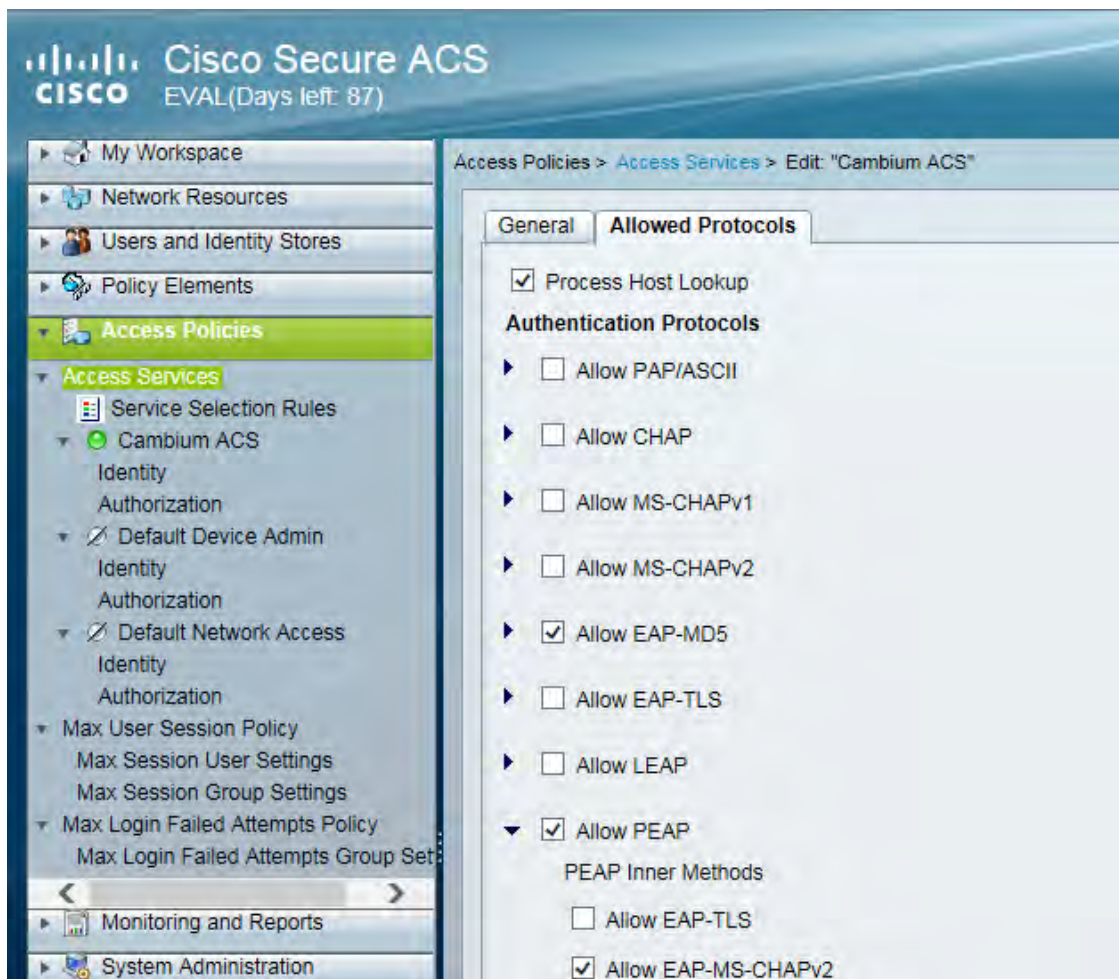 Cisco Secure ACS
CISCO
EVAL(Days left: 87)
My Workspace
Network Resources
Users and Identity Stores
Policy Elements
Access Policies
Access Services
Service Selection Rules
Cambium ACS
Identity
Authorization
Default Device Admin
Identity
Authorization
Default Network Access
Identity
Authorization
Max User Session Policy
Max Session User Settings
Max Session Group Settings
Max Login Failed Attempts Policy
Max Login Failed Attempts Group Set
Monitoring and Reports
System Administration
Access Policies > Access Services > Edit: "Cambium ACS"
General
Allowed Protocols
Process Host Lookup
Authentication Protocols
Allow PAP/ASCII
Allow CHAP
Allow MS-CHAPv1
Allow MS-CHAPv2
Allow EAP-MD5
Allow EAP-TLS
Allow LEAP
Allow PEAP
PEAP Inner Methods
Allow EAP-TLS
Allow EAP-MS-CHAPv2